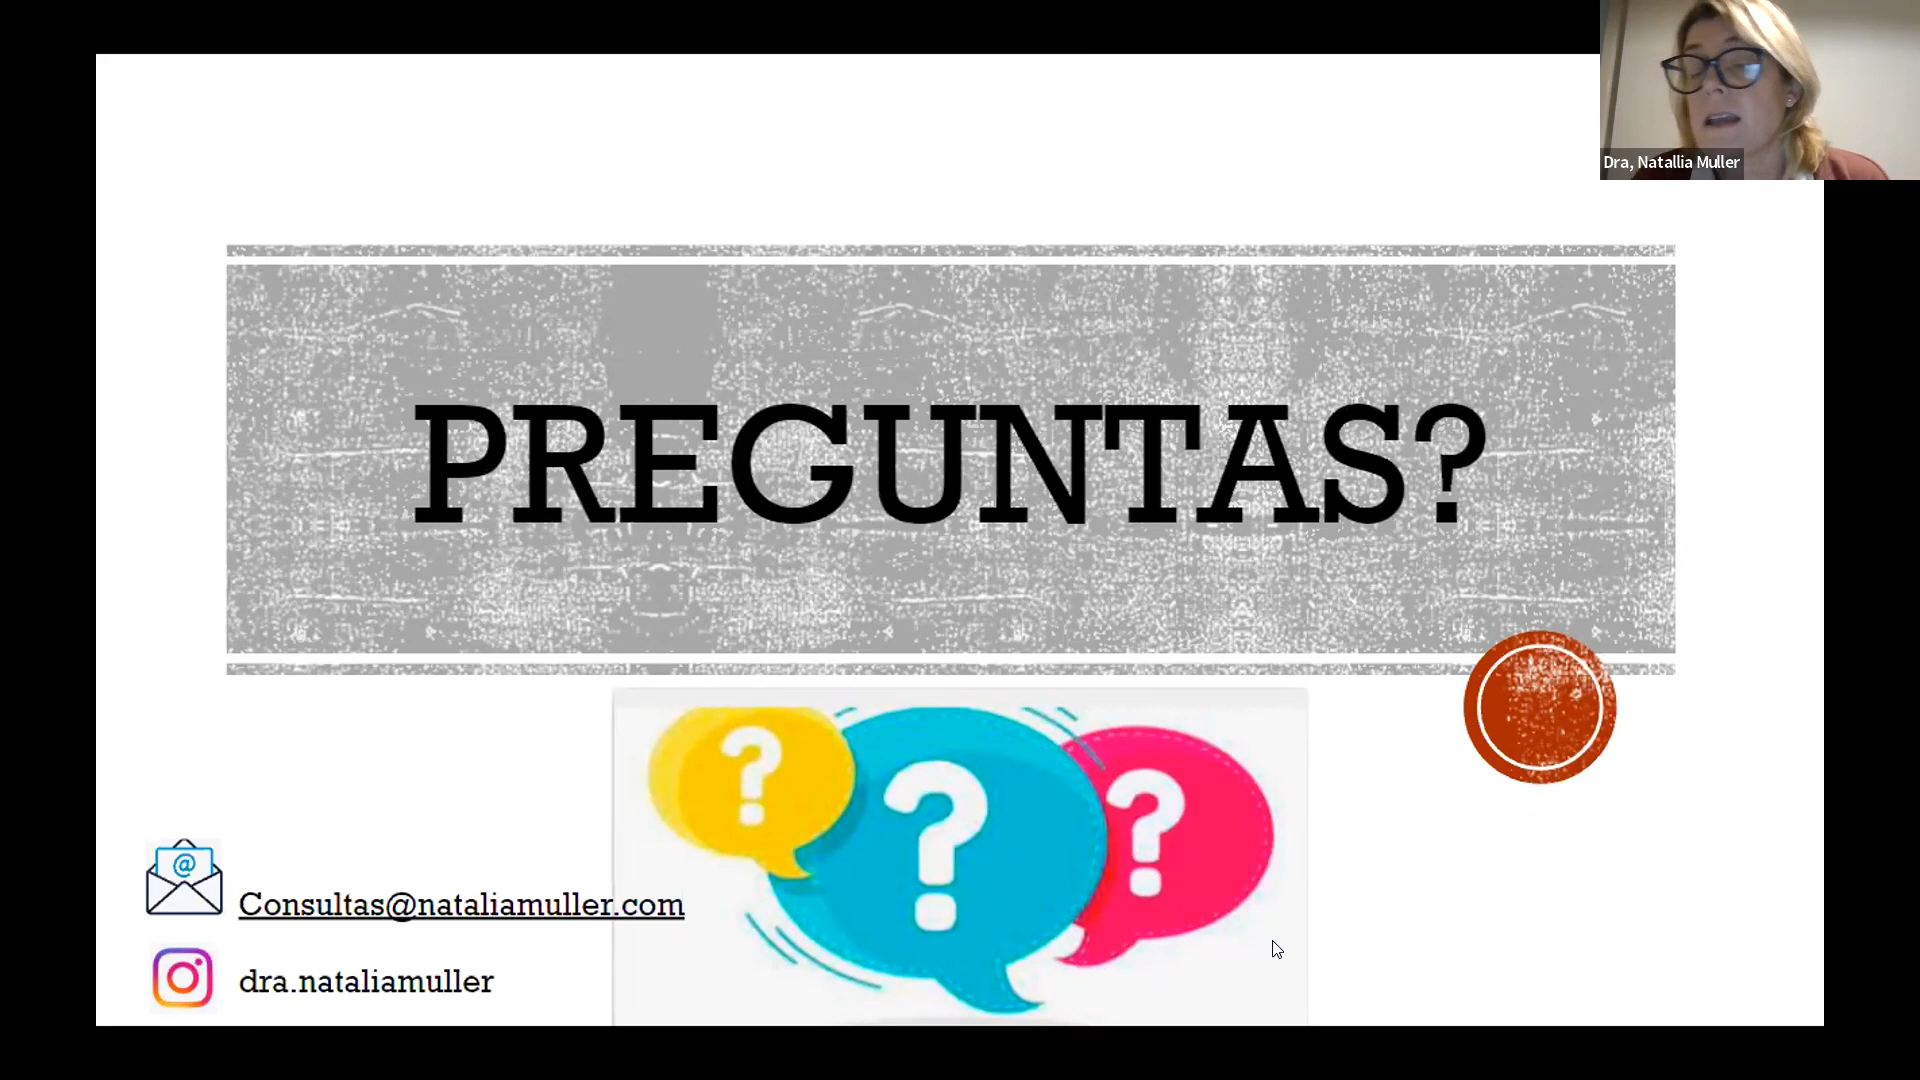 Dra, Natallia Muller
PREGUNTAS?
? ? ?
@
Consultas@nataliamuller.com
dra.nataliamuller